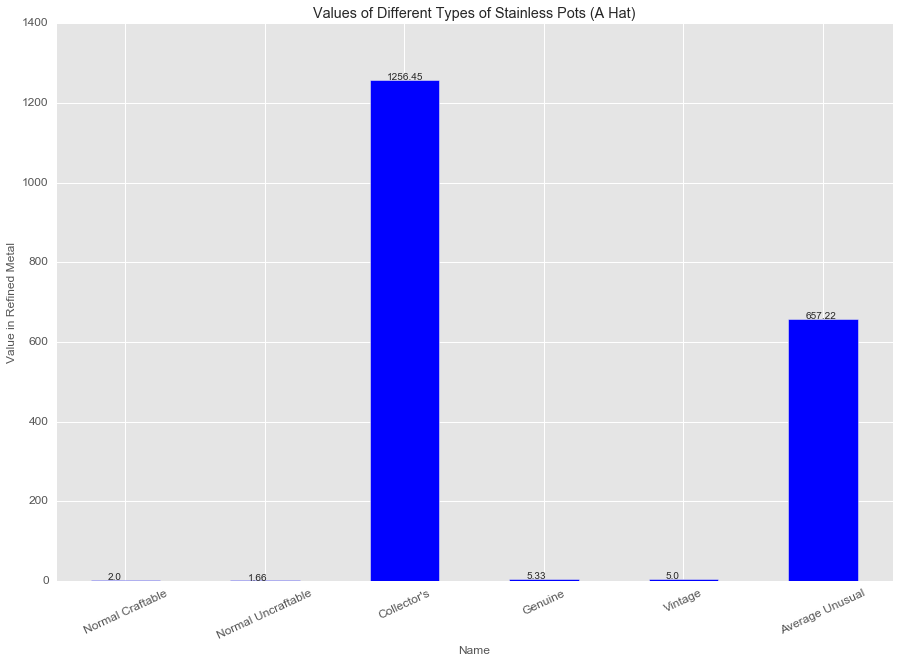 Values of Different Types of Stainless Pots (A Hat)
1400
1200
1000
800
600
400
200
0
Value in Refined Metal
2.0
1.66
1256.45
5.33
5.0
657.22
Normal Craftable
Normal Uncraftable
Collector's
Genuine
Vintage
Average Unusual
Name